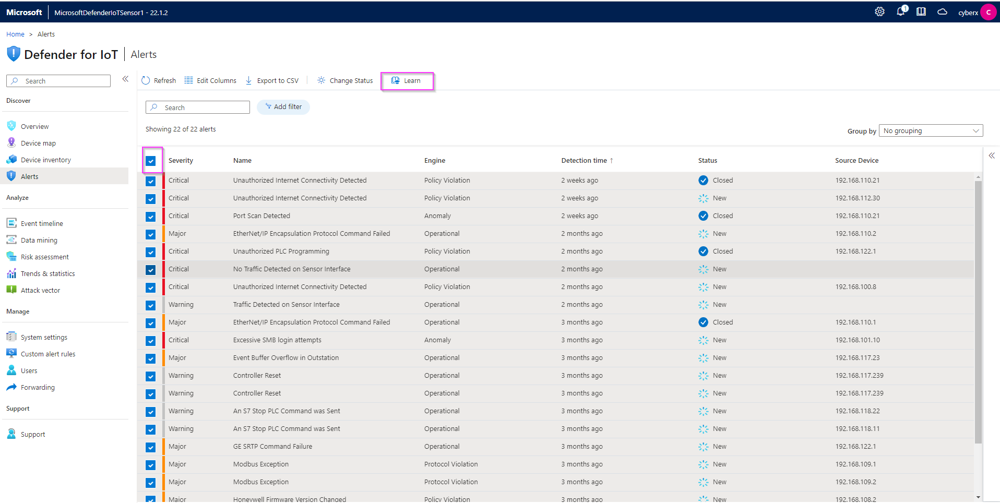 Microsoft MicrosoftDefenderIoTSensor1 - 22.1.2 1 cyberx C
Home > Alerts
Defender for IoT Alerts
Search
Refresh Edit Columns Export to CSV Change Status Learn
Discover
Overview
Device map
Device inventory
Alerts
Analyze
Event timeline
Data mining
Risk assessment
Trends & statistics
Attack vector
Manage
System settings
Custom alert rules
Users
Forwarding
Support
Support
Search Add filter
Showing 22 of 22 alerts
Group by No grouping
Severity Name Engine Detection time ↑ Status Source Device
Critical Unauthorized Internet Connectivity Detected Policy Violation 2 weeks ago Closed 192.168.110.21
Critical Unauthorized Internet Connectivity Detected Policy Violation 2 weeks ago New 192.168.112.30
Critical Port Scan Detected Anomaly 2 weeks ago Closed 192.168.110.21
Major EtherNet/IP Encapsulation Protocol Command Failed Operational 2 months ago New 192.168.110.2
Critical Unauthorized PLC Programming Policy Violation 2 months ago Closed 192.168.122.1
Critical No Traffic Detected on Sensor Interface Operational 2 months ago New
Critical Unauthorized Internet Connectivity Detected Policy Violation 2 months ago New 192.168.100.8
Warning Traffic Detected on Sensor Interface Operational 2 months ago New
Major EtherNet/IP Encapsulation Protocol Command Failed Operational 3 months ago Closed 192.168.110.1
Critical Excessive SMB login attempts Anomaly 3 months ago New 192.168.101.10
Major Event Buffer Overflow in Outstation Operational 3 months ago New 192.168.117.23
Warning Controller Reset Operational 3 months ago New 192.168.117.239
Warning Controller Reset Operational 3 months ago New 192.168.117.239
Warning An S7 Stop PLC Command was Sent Operational 3 months ago New 192.168.118.22
Warning An S7 Stop PLC Command was Sent Operational 3 months ago New 192.168.118.11
Major GE SRTP Command Failure Operational 3 months ago New 192.168.122.1
Major Modbus Exception Protocol Violation 3 months ago New 192.168.109.1
Major Modbus Exception Protocol Violation 3 months ago New 192.168.109.2
Major Honeywell Firmware Version Changed Policy Violation 3 months ago New 192.168.108.2